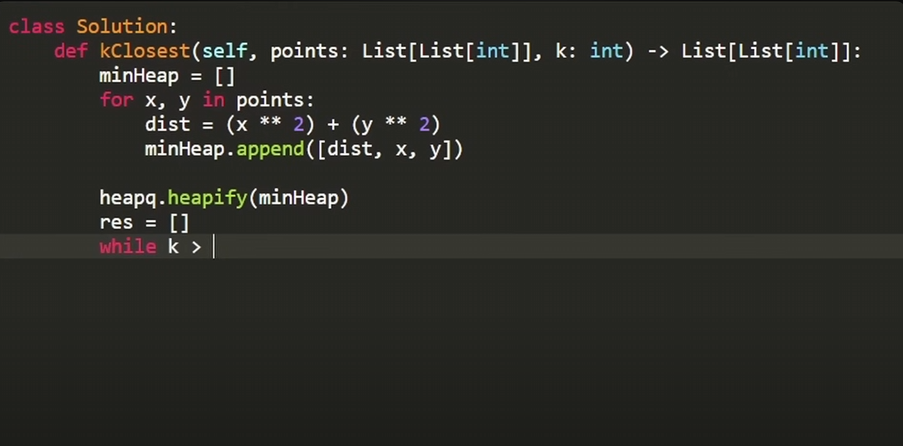 class Solution:
    def kClosest(self, points: List[List[int]], k: int) -> List[List[int]]:
        minHeap = []
        for x, y in points:
            dist = (x ** 2) + (y ** 2)
            minHeap.append([dist, x, y])

        heapq.heapify(minHeap)
        res = []
        while k >